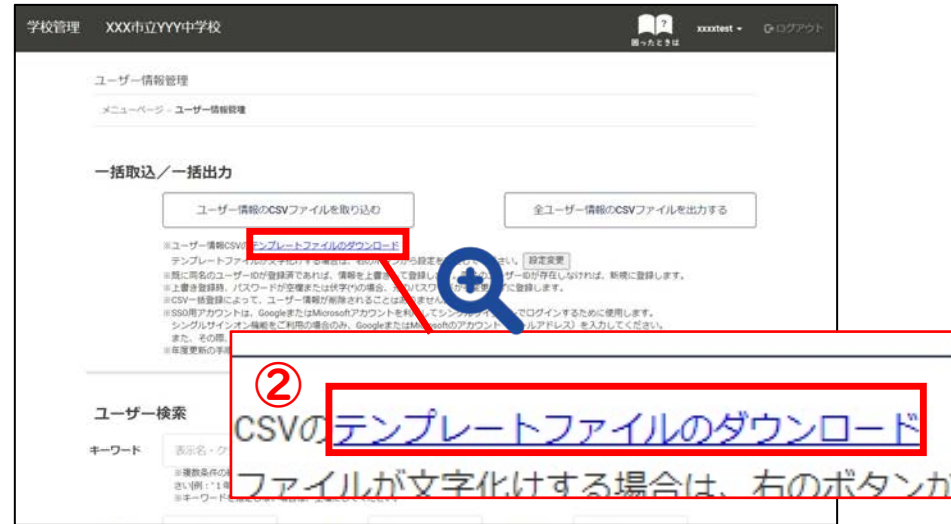 学校管理 XXX市立YYY中学校 困ったときは xxxxtest ログアウト
ユーザー情報管理
メニューページ - ユーザー情報管理
一括取込／一括出力
ユーザー情報のCSVファイルを取り込む 全ユーザー情報のCSVファイルを出力する
※ユーザー情報CSVのテンプレートファイルのダウンロード
テンプレートファイルが文字化けする場合は、右のボタンから設定を してください。 設定変更
※既に同名のユーザーIDが登録済であれば、情報を上書きして登録し ユーザーIDが存在しなければ、新規に登録します。
※上書き登録時、パスワードが空欄または伏字(*)の場合、元のパスワードから変更せずに登録します。
※CSV一括登録によって、ユーザー情報が削除されることはありません。
※SSO用アカウントは、GoogleまたはMicrosoftアカウントを利用してシングルサインオンでログインするために使用します。
シングルサインオン機能をご利用の場合のみ、GoogleまたはMicrosoftのアカウント（メールアドレス）を入力してください。
また、その際、
※年度更新の手
②
CSVのテンプレートファイルのダウンロード
ファイルが文字化けする場合は、右のボタンか
ユーザー検索
キーワード 表示名・ク
※複数条件の
さい(例："1年
※キーワードを指定しない場合は、空欄にしてください。